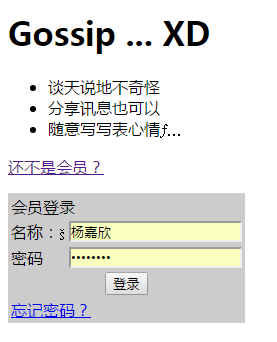 Gossip ... XD
谈天说地不奇怪
分享讯息也可以
随意写写表心情ƒ...
还不是会员？
会员登录
名称：š 杨嘉欣
密码 ••••••••
登录
忘记密码？